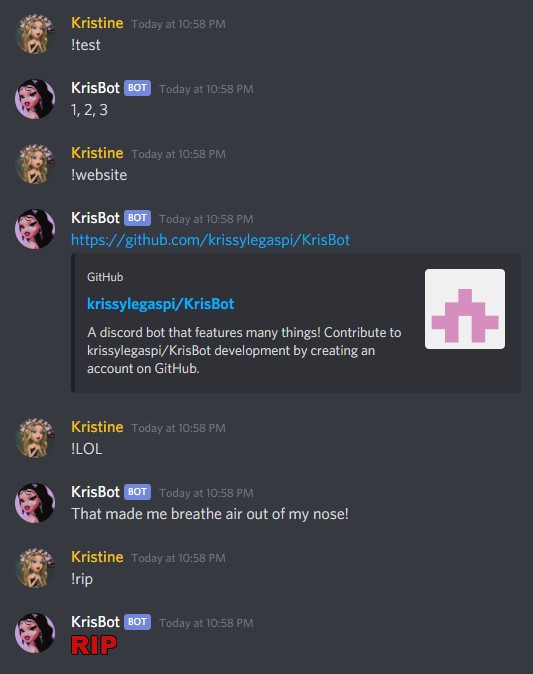 Kristine Today at 10:58 PM
!test
KrisBot BOT Today at 10:58 PM
1, 2, 3
Kristine Today at 10:58 PM
!website
KrisBot BOT Today at 10:58 PM
https://github.com/krissylegaspi/KrisBot
GitHub
krissylegaspi/KrisBot
A discord bot that features many things! Contribute to
krissylegaspi/KrisBot development by creating an
account on GitHub.
Kristine Today at 10:58 PM
!LOL
KrisBot BOT Today at 10:58 PM
That made me breathe air out of my nose!
Kristine Today at 10:58 PM
!rip
KrisBot BOT Today at 10:58 PM
RIP